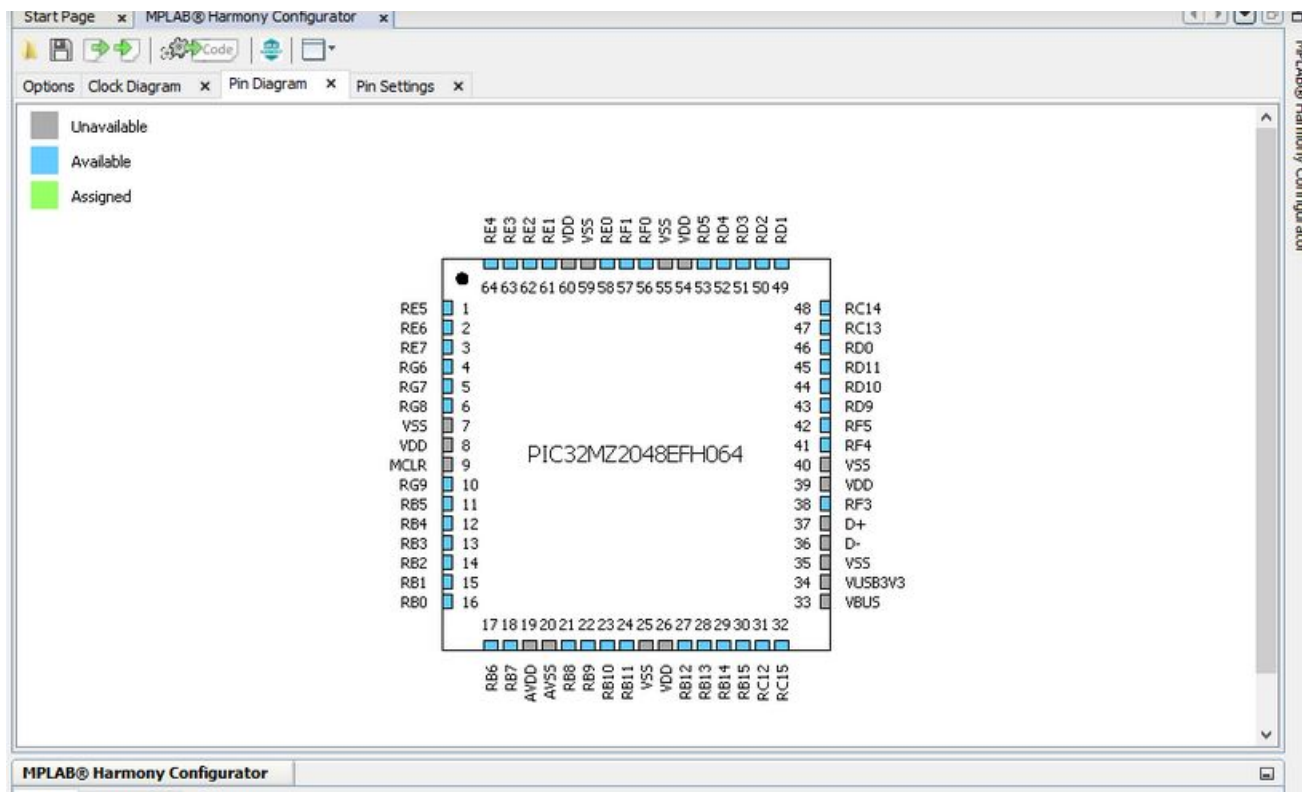 Start Page x MPLAB® Harmony Configurator x
Code
Options Clock Diagram x Pin Diagram x Pin Settings x
MPLAB® Harmony Configurator
Unavailable
Available
Assigned
RE4 RE3 RE2 RE1 VDD VSS RE0 RF1 RF0 VSS VDD RD5 RD4 RD3 RD2 RD1
64 63 62 61 60 59 58 57 56 55 54 53 52 51 50 49
RE5 1 48 RC14
RE6 2 47 RC13
RE7 3 46 RD0
RG6 4 45 RD11
RG7 5 44 RD10
RG8 6 43 RD9
VSS 7 42 RF5
VDD 8 PIC32MZ2048EFH064 41 RF4
MCLR 9 40 VSS
RG9 10 39 VDD
RB5 11 38 RF3
RB4 12 37 D+
RB3 13 36 D-
RB2 14 35 VSS
RB1 15 34 VUSB3V3
RB0 16 33 VBUS
17 18 19 20 21 22 23 24 25 26 27 28 29 30 31 32
RB6 RB7 AVDD AVSS RB8 RB9 RB10 RB11 VSS VDD RB12 RB13 RB14 RB15 RC12 RC15
MPLAB® Harmony Configurator